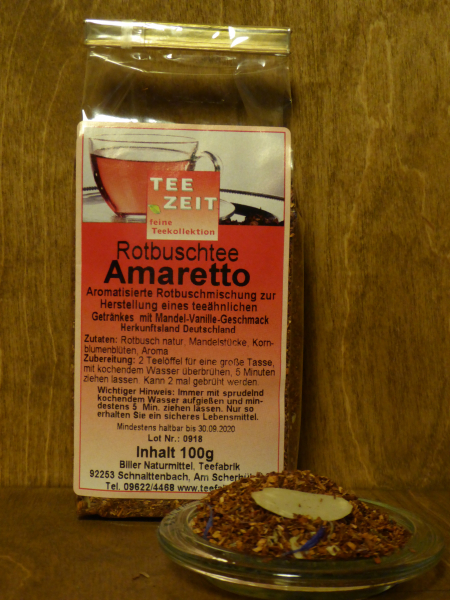 TEE
ZEIT
feine
Teekollektion
Rotbuschtee
Amaretto
Aromatisierte Rotbuschmischung zur
Herstellung eines teeähnlichen
Getränkes mit Mandel-Vanille-Geschmack
Herkunftsland Deutschland
Zutaten: Rotbusch natur, Mandelstücke, Korn-
blumenblüten, Aroma
Zubereitung: 2 Teelöffel für eine große Tasse,
mit kochendem Wasser überbrühen, 5 Minuten
ziehen lassen. Kann 2 mal gebrüht werden.
Wichtiger Hinweis: Immer mit sprudelnd
kochendem Wasser aufgießen und min-
destens 5 Min. ziehen lassen. Nur so
erhalten Sie ein sicheres Lebensmittel.
Mindestens haltbar bis 30.09.2020
Lot Nr.: 0918
Inhalt 100g
Biller Naturmittel, Teefabrik
92253 Schnaittenbach, Am
Tel. 09622/4468